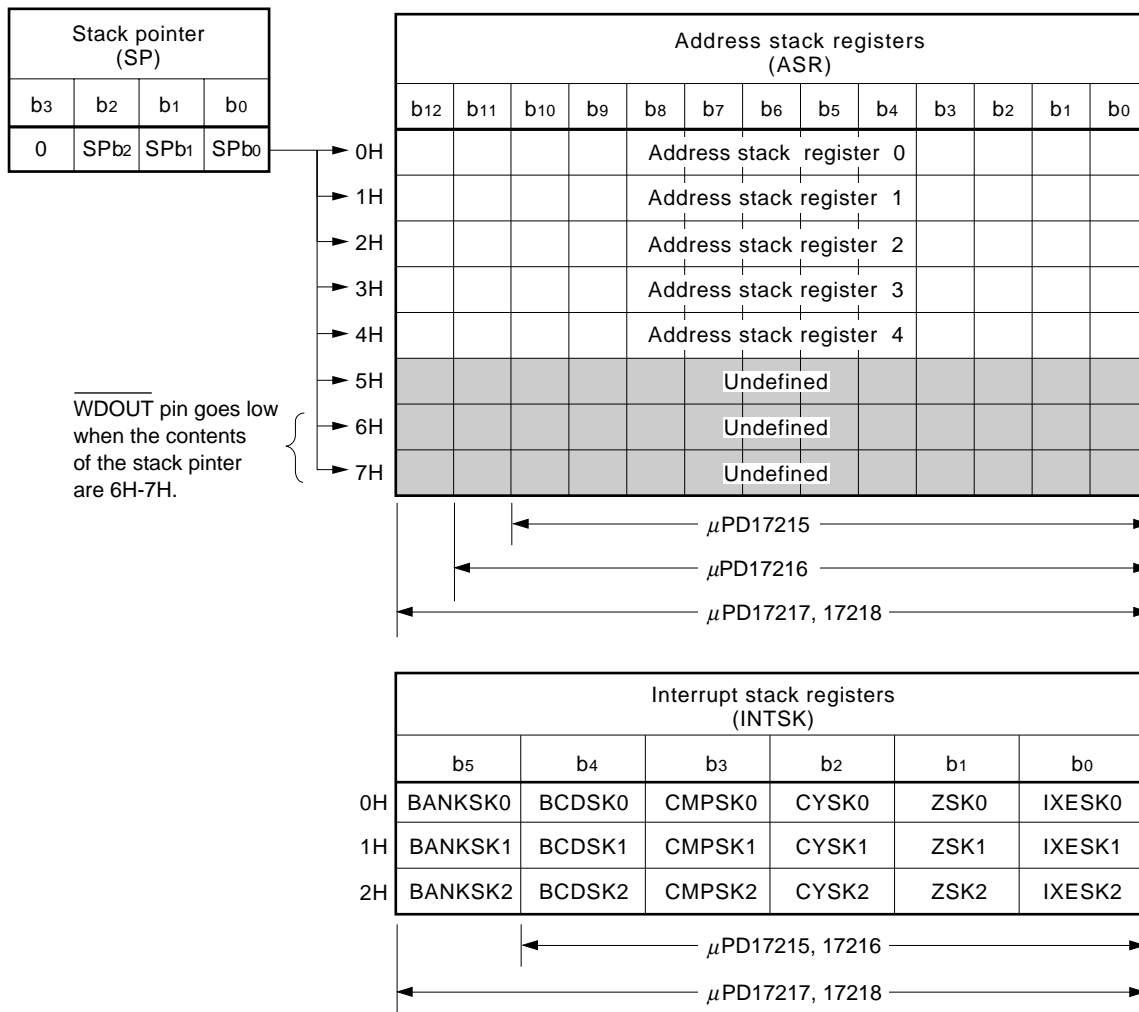 Stack pointer
(SP)
b3 b2 b1 b0
0 SPb2 SPb1 SPb0
Address stack registers
(ASR)
b12 b11 b10 b9 b8 b7 b6 b5 b4 b3 b2 b1 b0
0H Address stack register 0
1H Address stack register 1
2H Address stack register 2
3H Address stack register 3
4H Address stack register 4
5H Undefined
6H Undefined
7H Undefined
WDOUT pin goes low
when the contents
of the stack pinter
are 6H-7H.
μPD17215
μPD17216
μPD17217, 17218
Interrupt stack registers
(INTSK)
b5 b4 b3 b2 b1 b0
0H BANKSK0 BCDSK0 CMPSK0 CYSK0 ZSK0 IXESK0
1H BANKSK1 BCDSK1 CMPSK1 CYSK1 ZSK1 IXESK1
2H BANKSK2 BCDSK2 CMPSK2 CYSK2 ZSK2 IXESK2
μPD17215, 17216
μPD17217, 17218